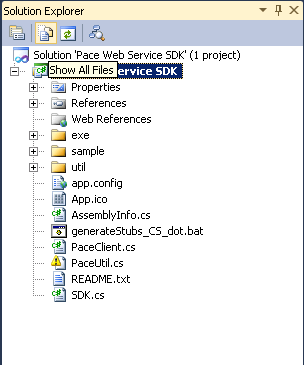 Solution Explorer
Solution 'Pace Web Service SDK' (1 project)
Show All Files ervice SDK
Properties
References
Web References
exe
sample
util
app.config
App.ico
AssemblyInfo.cs
generateStubs_CS_dot.bat
PaceClient.cs
PaceUtil.cs
README.txt
SDK.cs